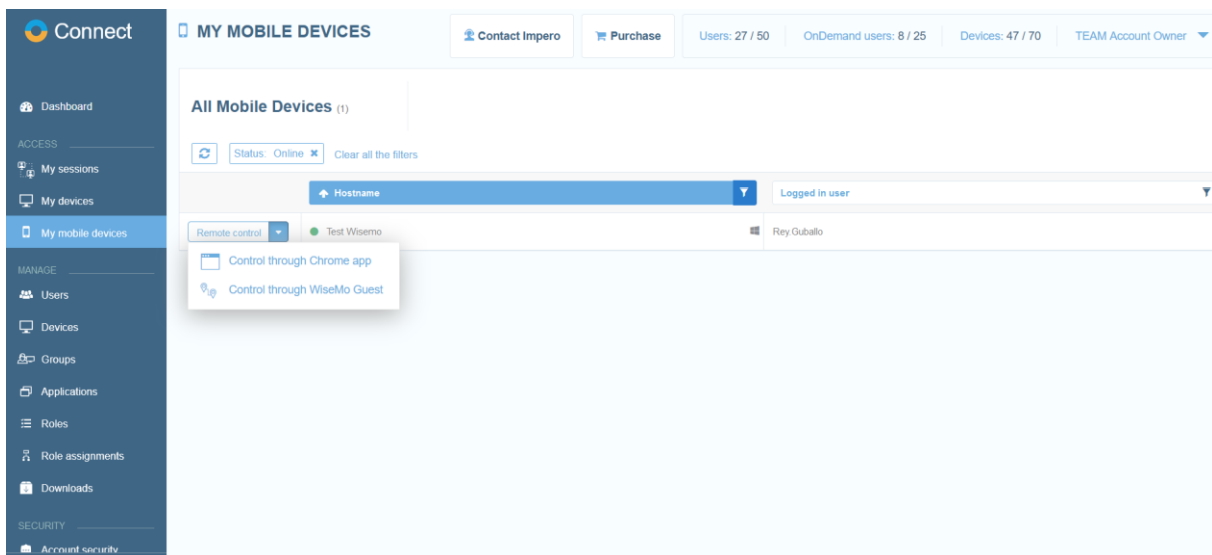 Connect
MY MOBILE DEVICES
Contact Impero
Purchase
Users: 27 / 50
OnDemand users: 8 / 25
Devices: 47 / 70
TEAM Account Owner
Dashboard
ACCESS
My sessions
My devices
My mobile devices
MANAGE
Users
Devices
Groups
Applications
Roles
Role assignments
Downloads
SECURITY
Account security
All Mobile Devices (1)
Status: Online
Clear all the filters
Hostname
Logged in user
Remote control
Test Wisemo
Rey.Guballo
Control through Chrome app
Control through WiseMo Guest